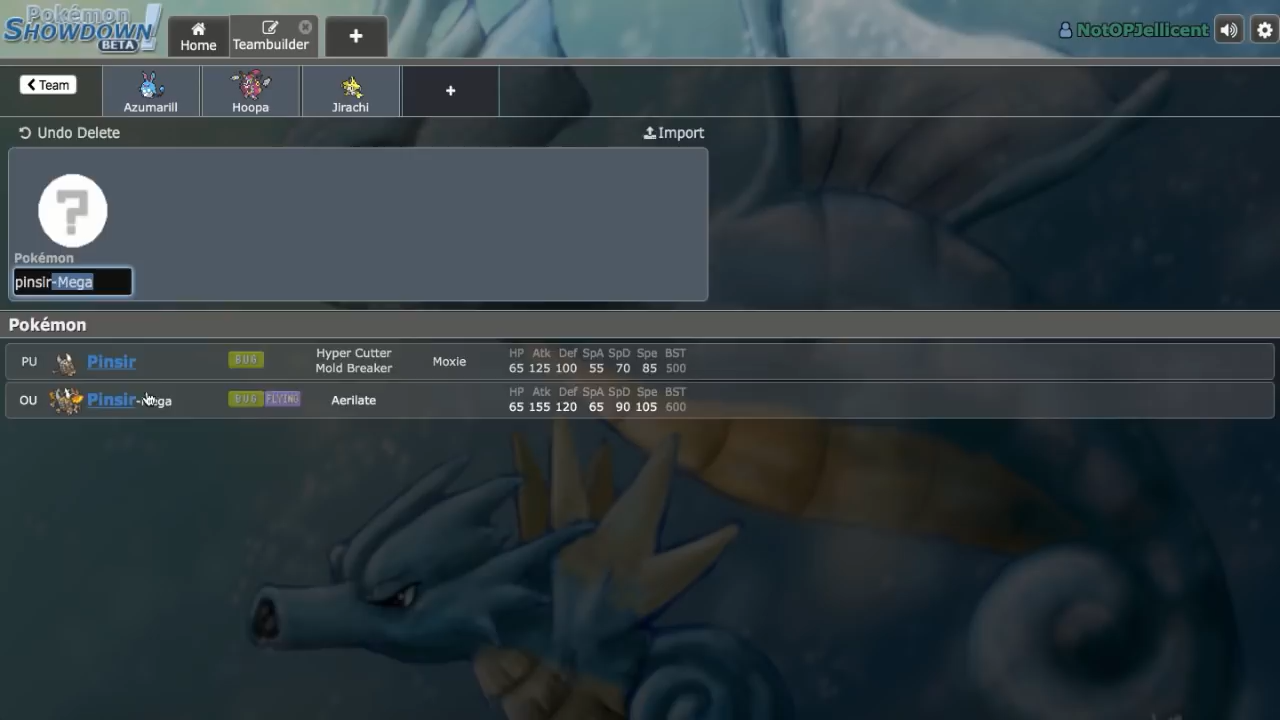 Pokémon
SHOWDOWN!
BETA
Home
Teambuilder
+
NotOPJellicent
Team
Azumarill
Hoopa
Jirachi
+
Undo Delete
Import
?
Pokémon
pinsir-Mega
Pokémon
PU Pinsir BUG Hyper Cutter Mold Breaker Moxie HP 65 Atk 125 Def 100 SpA 55 SpD 70 Spe 85 BST 500
OU Pinsir-Mega BUG FLYING Aerilate HP 65 Atk 155 Def 120 SpA 65 SpD 90 Spe 105 BST 600